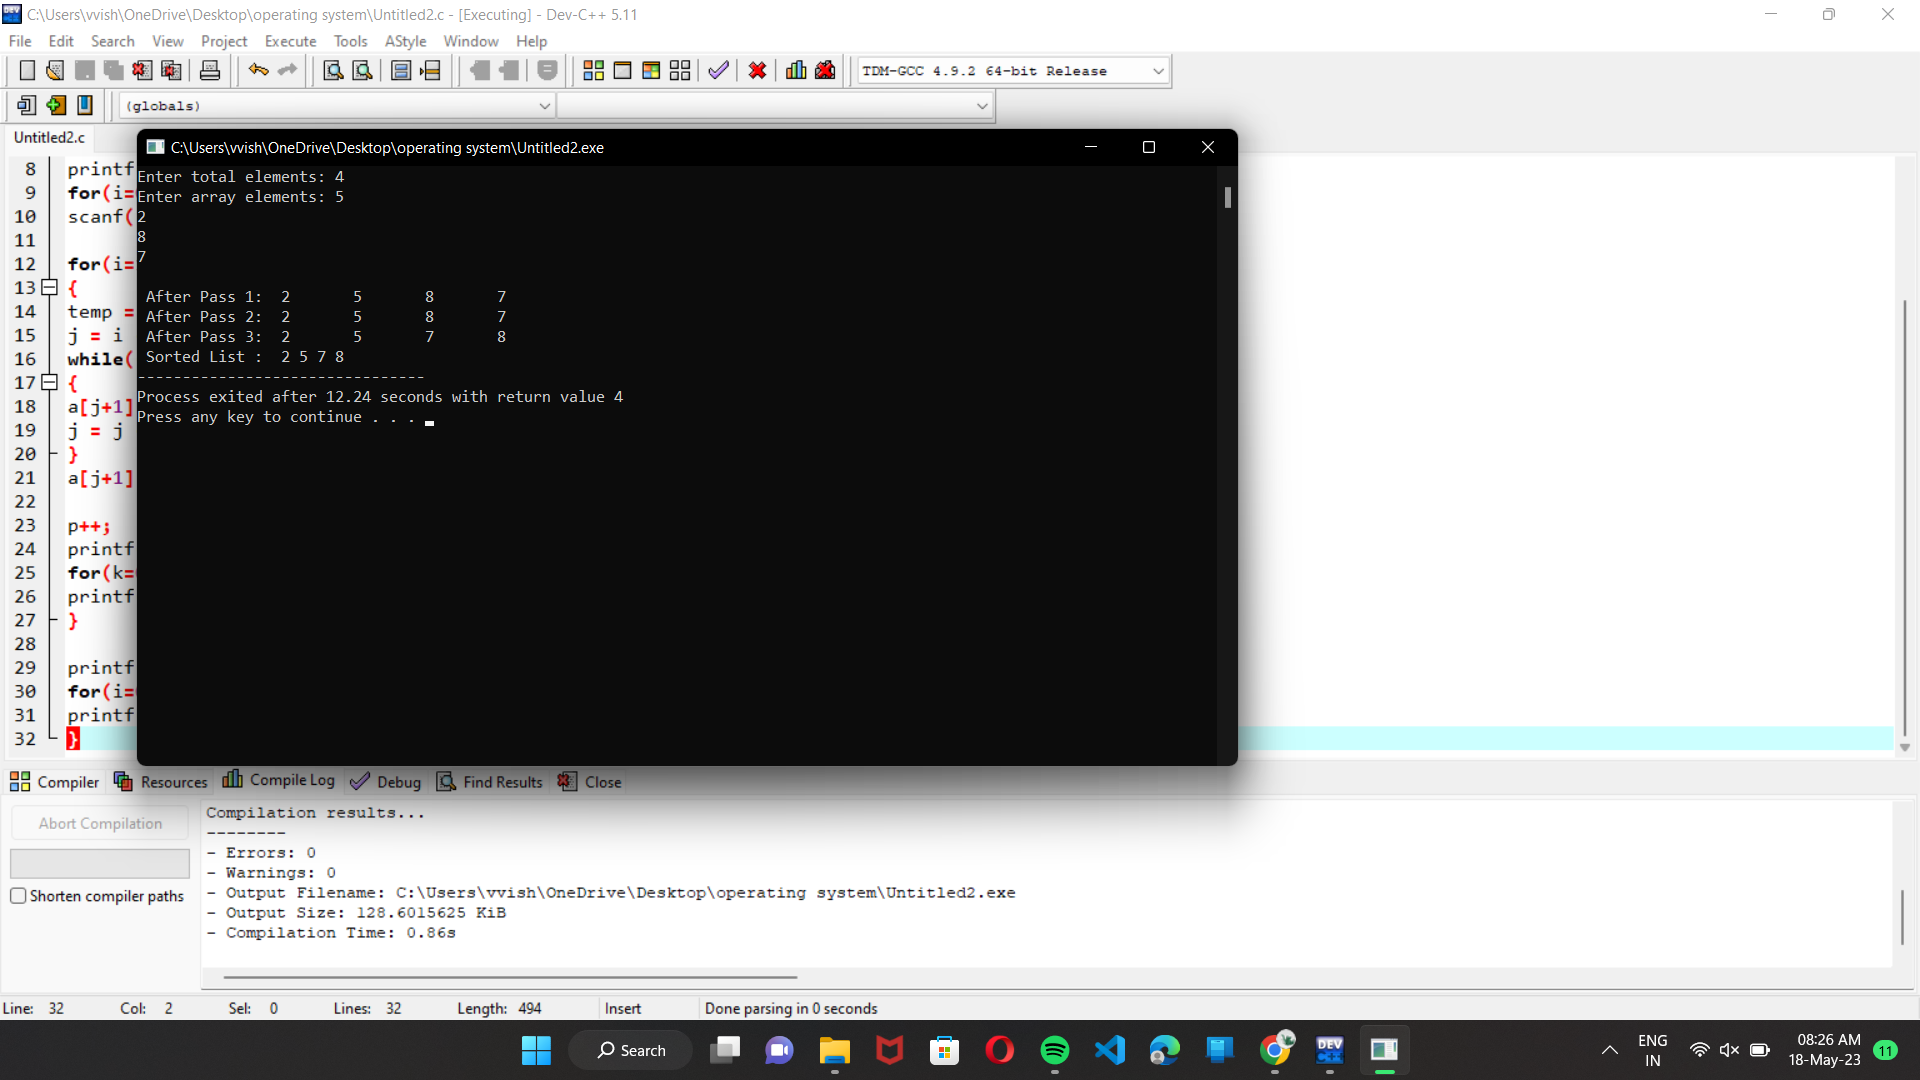 C:\Users\vvish\OneDrive\Desktop\operating system\Untitled2.c - [Executing] - Dev-C++ 5.11
File Edit Search View Project Execute Tools AStyle Window Help
TDM-GCC 4.9.2 64-bit Release
(globals)
Untitled2.c
C:\Users\vvish\OneDrive\Desktop\operating system\Untitled2.exe
Enter total elements: 4
Enter array elements: 5
2
8
7
After Pass 1: 2 5 8 7
After Pass 2: 2 5 8 7
After Pass 3: 2 5 7 8
Sorted List : 2 5 7 8
--------------------------------
Process exited after 12.24 seconds with return value 4
Press any key to continue . . .
8 printf
9 for(i=
10 scanf(
11
12 for(i=
13 {
14 temp =
15 j = i
16 while(
17 {
18 a[j+1]
19 j = j
20 }
21 a[j+1]
22
23 p++;
24 printf
25 for(k=
26 printf
27 }
28
29 printf
30 for(i=
31 printf
32 }
Compiler Resources Compile Log Debug Find Results Close
Abort Compilation
Shorten compiler paths
Compilation results...
--------
- Errors: 0
- Warnings: 0
- Output Filename: C:\Users\vvish\OneDrive\Desktop\operating system\Untitled2.exe
- Output Size: 128.6015625 KiB
- Compilation Time: 0.86s
Line: 32 Col: 2 Sel: 0 Lines: 32 Length: 494 Insert Done parsing in 0 seconds
Search
DEV C++
ENG
IN
08:26 AM
18-May-23
11